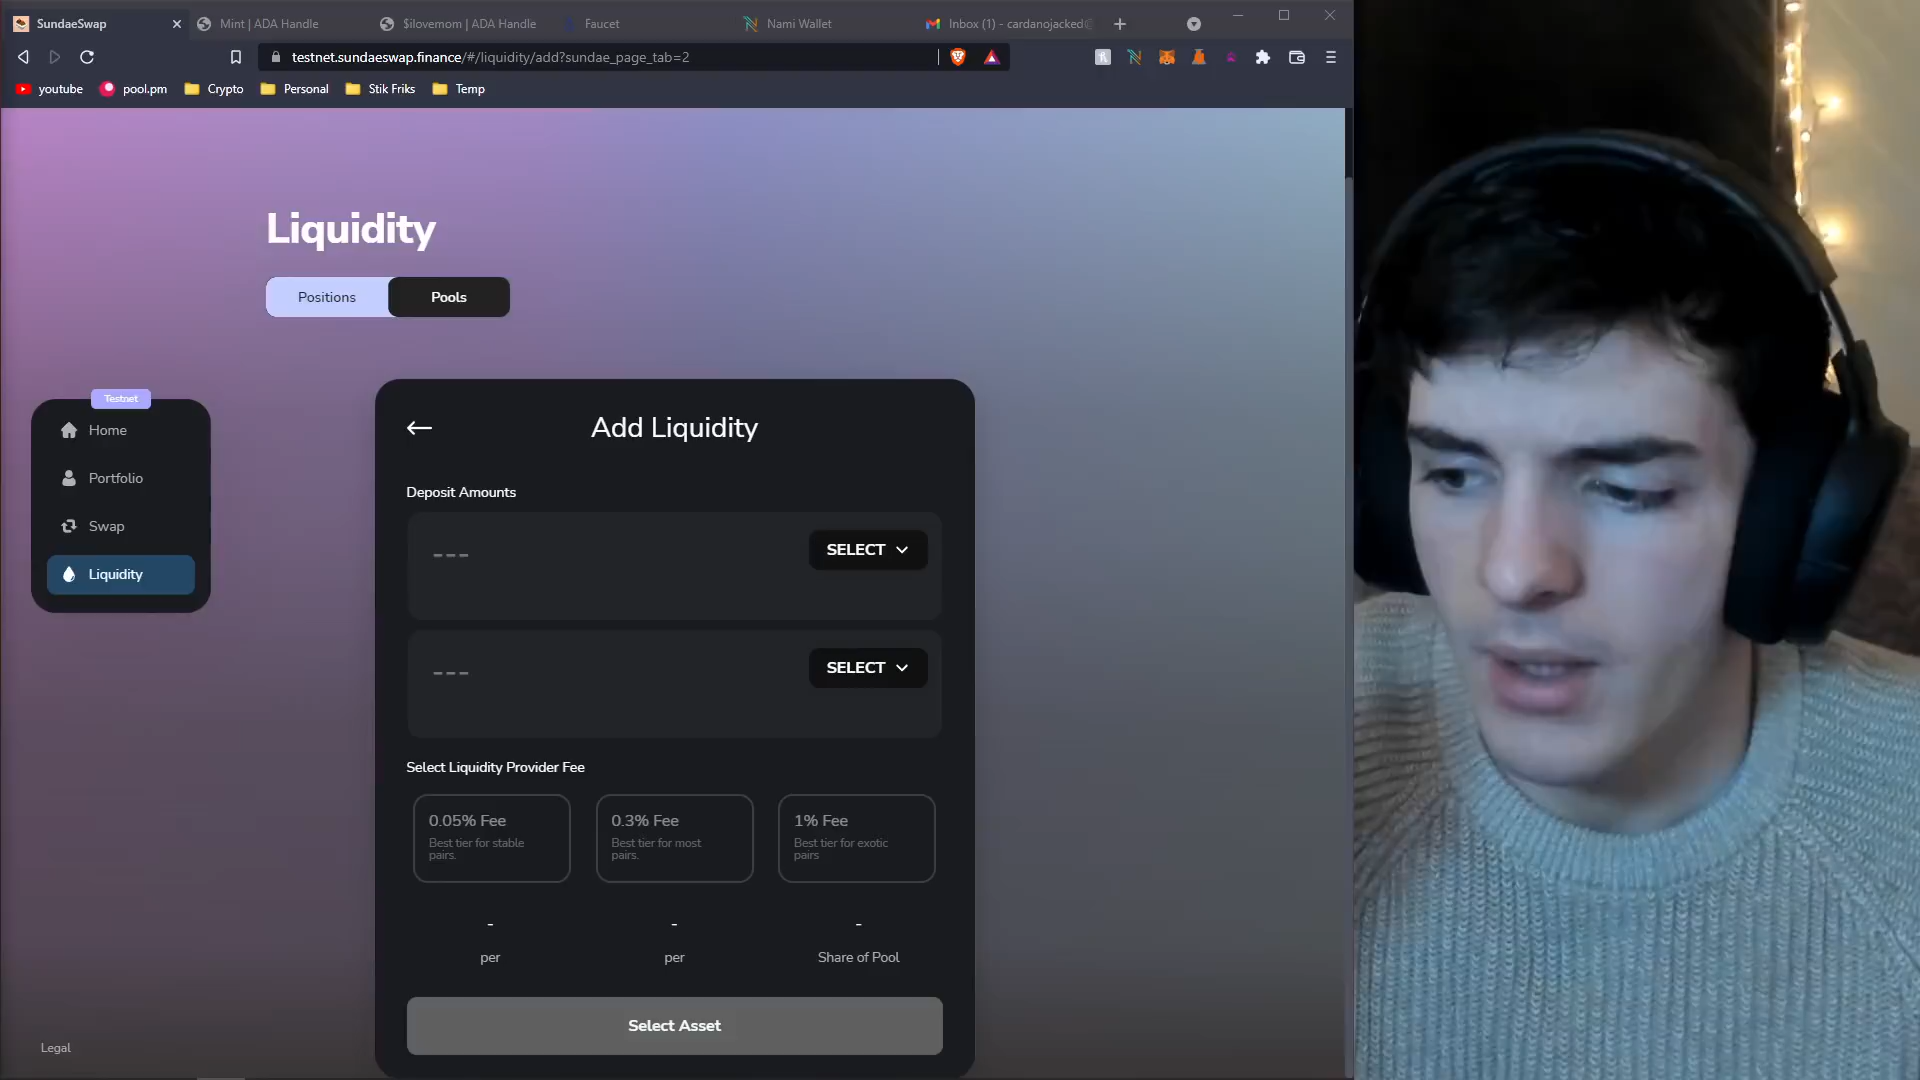 SundaeSwap
Mint | ADA Handle
$ilovemom | ADA Handle
Faucet
Nami Wallet
Inbox (1) - cardanojacked@
testnet.sundaeswap.finance/#/liquidity/add?sundae_page_tab=2
youtube
pool.pm
Crypto
Personal
Stik Friks
Temp
Liquidity
Positions
Pools
Testnet
Home
Portfolio
Swap
Liquidity
Add Liquidity
Deposit Amounts
---
SELECT
---
SELECT
Select Liquidity Provider Fee
0.05% Fee
Best tier for stable
pairs.
0.3% Fee
Best tier for most
pairs.
1% Fee
Best tier for exotic
pairs
- - -
per
per
Share of Pool
Select Asset
Legal